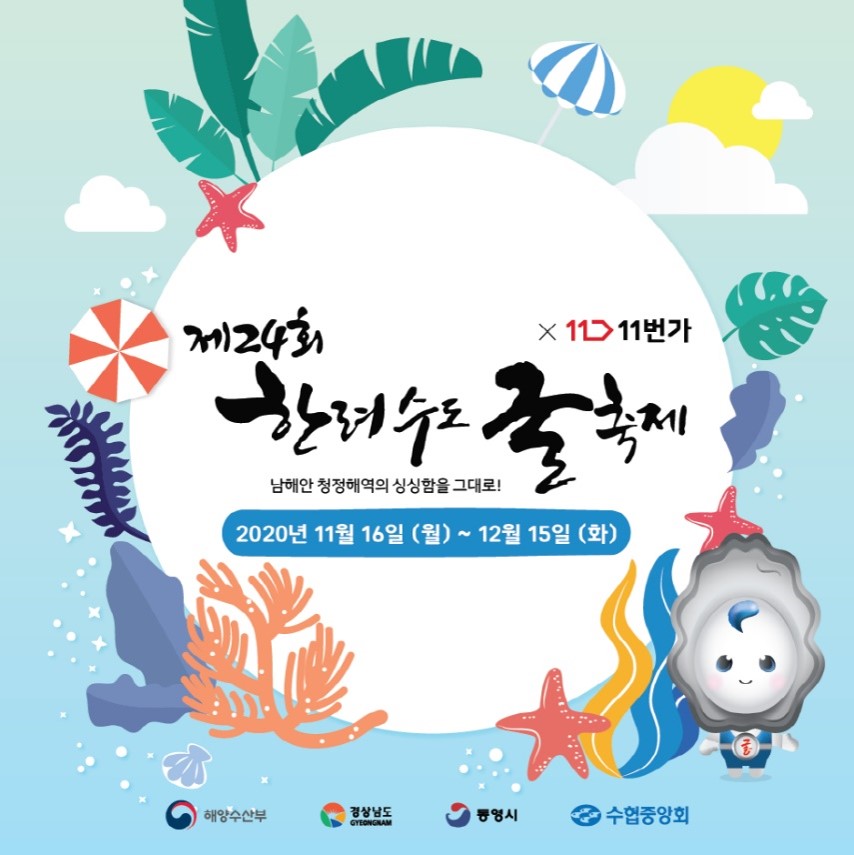 제24회
× 11 11번가
한려수도 굴 축제
남해안 청정해역의 싱싱함을 그대로!
2020년 11월 16일 (월) ~ 12월 15일 (화)
굴
해양수산부
경상남도
GYEONGNAM
통영시
수협중앙회